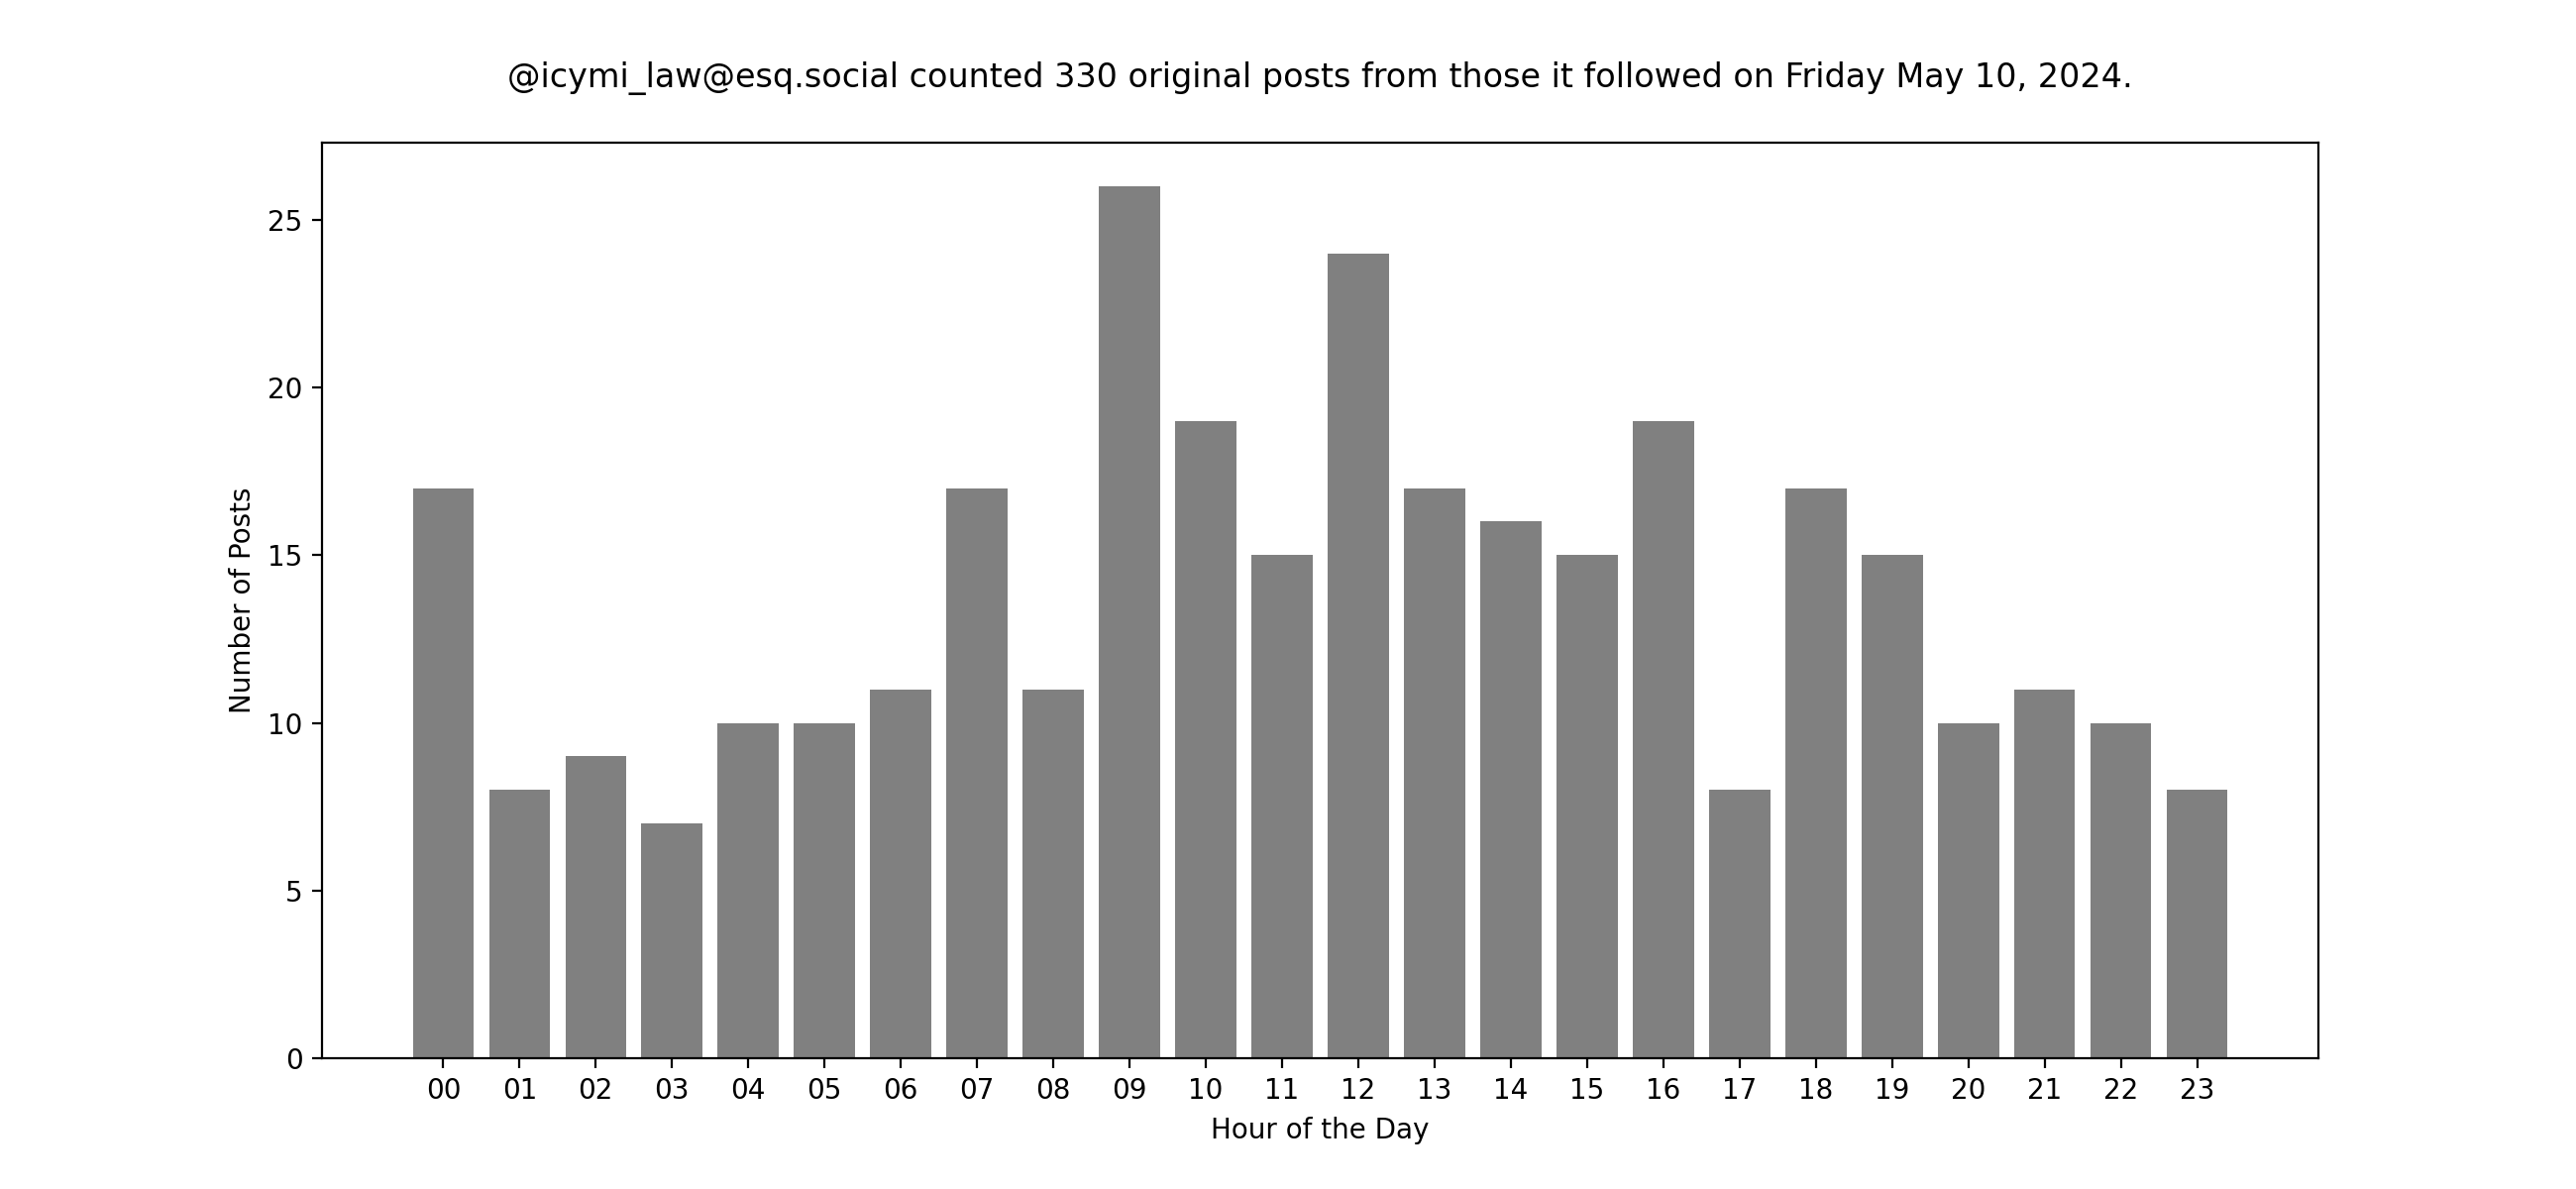 @icymi_law@esq.social counted 330 original posts from those it followed on Friday May 10, 2024.
25
20
15
10
5
0
Number of Posts
00 01 02 03 04 05 06 07 08 09 10 11 12 13 14 15 16 17 18 19 20 21 22 23
Hour of the Day